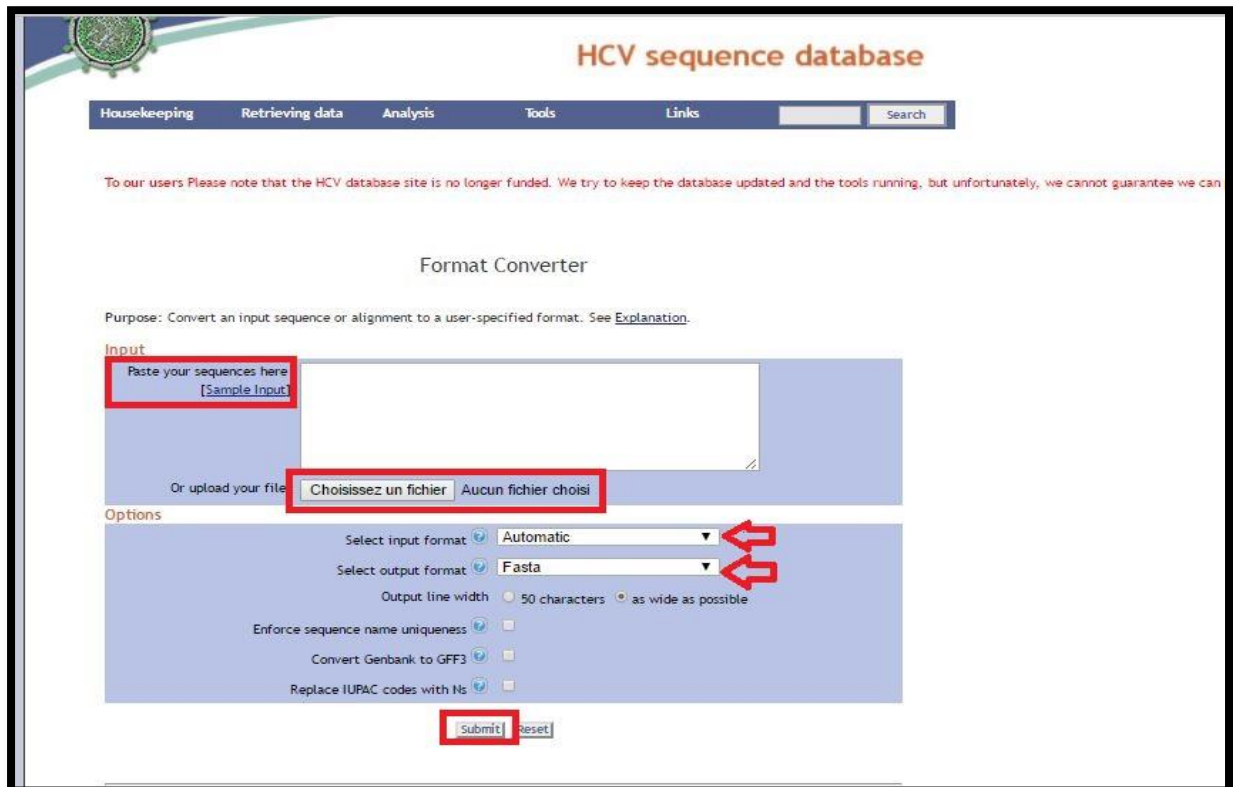 HCV sequence database
Housekeeping Retrieving data Analysis Tools Links Search
To our users Please note that the HCV database site is no longer funded. We try to keep the database updated and the tools running, but unfortunately, we cannot guarantee we can
Format Converter
Purpose: Convert an input sequence or alignment to a user-specified format. See Explanation.
Input
Paste your sequences here
[Sample Input]
Or upload your file Choisissez un fichier Aucun fichier choisi
Options
Select input format Automatic
Select output format Fasta
Output line width 50 characters as wide as possible
Enforce sequence name uniqueness
Convert Genbank to GFF3
Replace IUPAC codes with Ns
Submit Reset